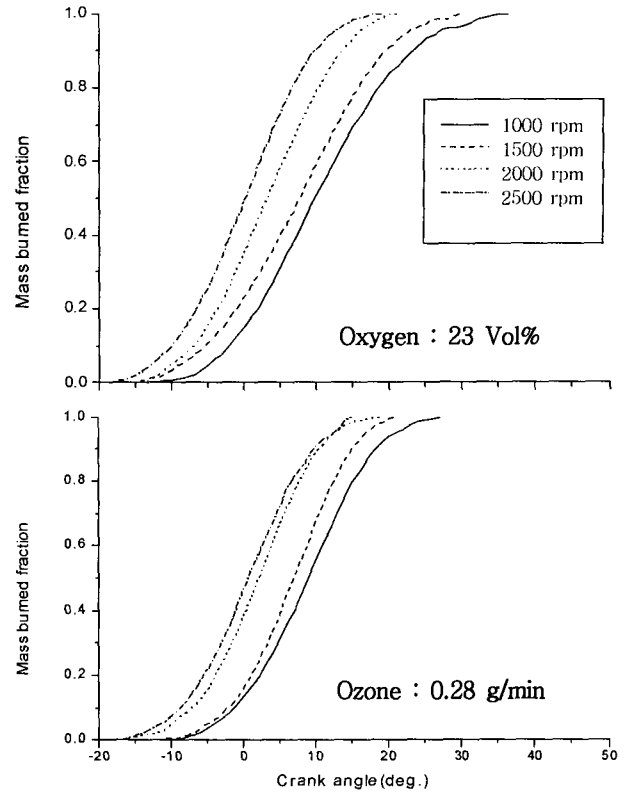 1.0
0.8
0.6
0.4
0.2
0.0
Mass burned fraction
1000 rpm
1500 rpm
2000 rpm
2500 rpm
Oxygen : 23 Vol%
1.0
0.8
0.6
0.4
0.2
0.0
Mass burned fraction
Ozone : 0.28 g/min
-20 -10 0 10 20 30 40 50
Crank angle(deg.)